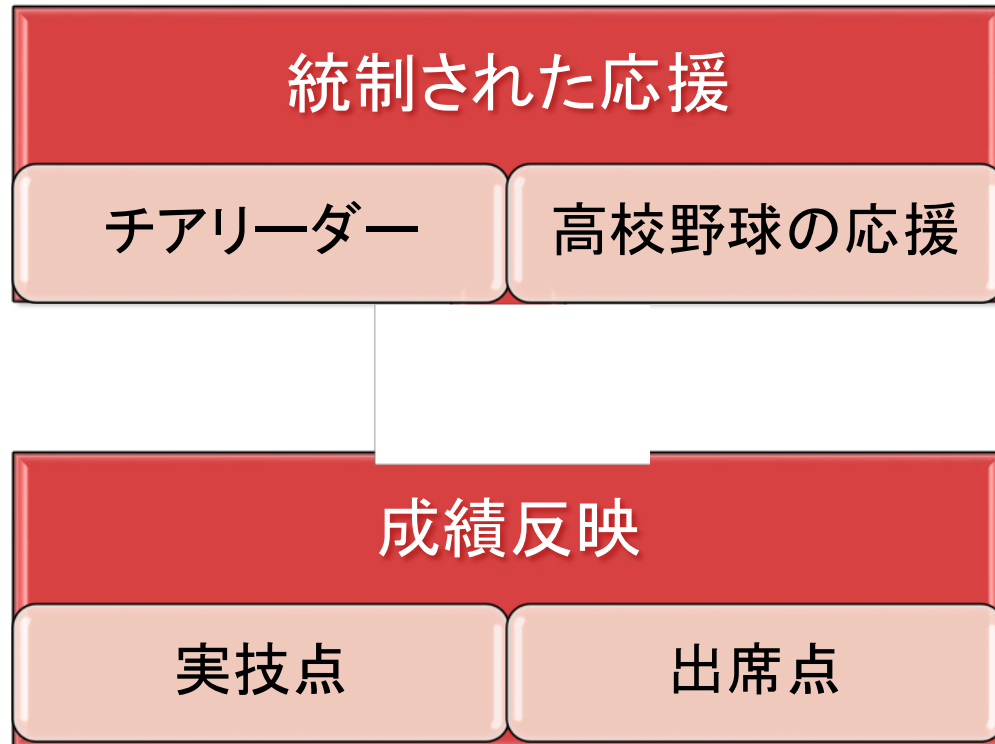 統制された応援
チアリーダー
高校野球の応援
成績反映
実技点
出席点